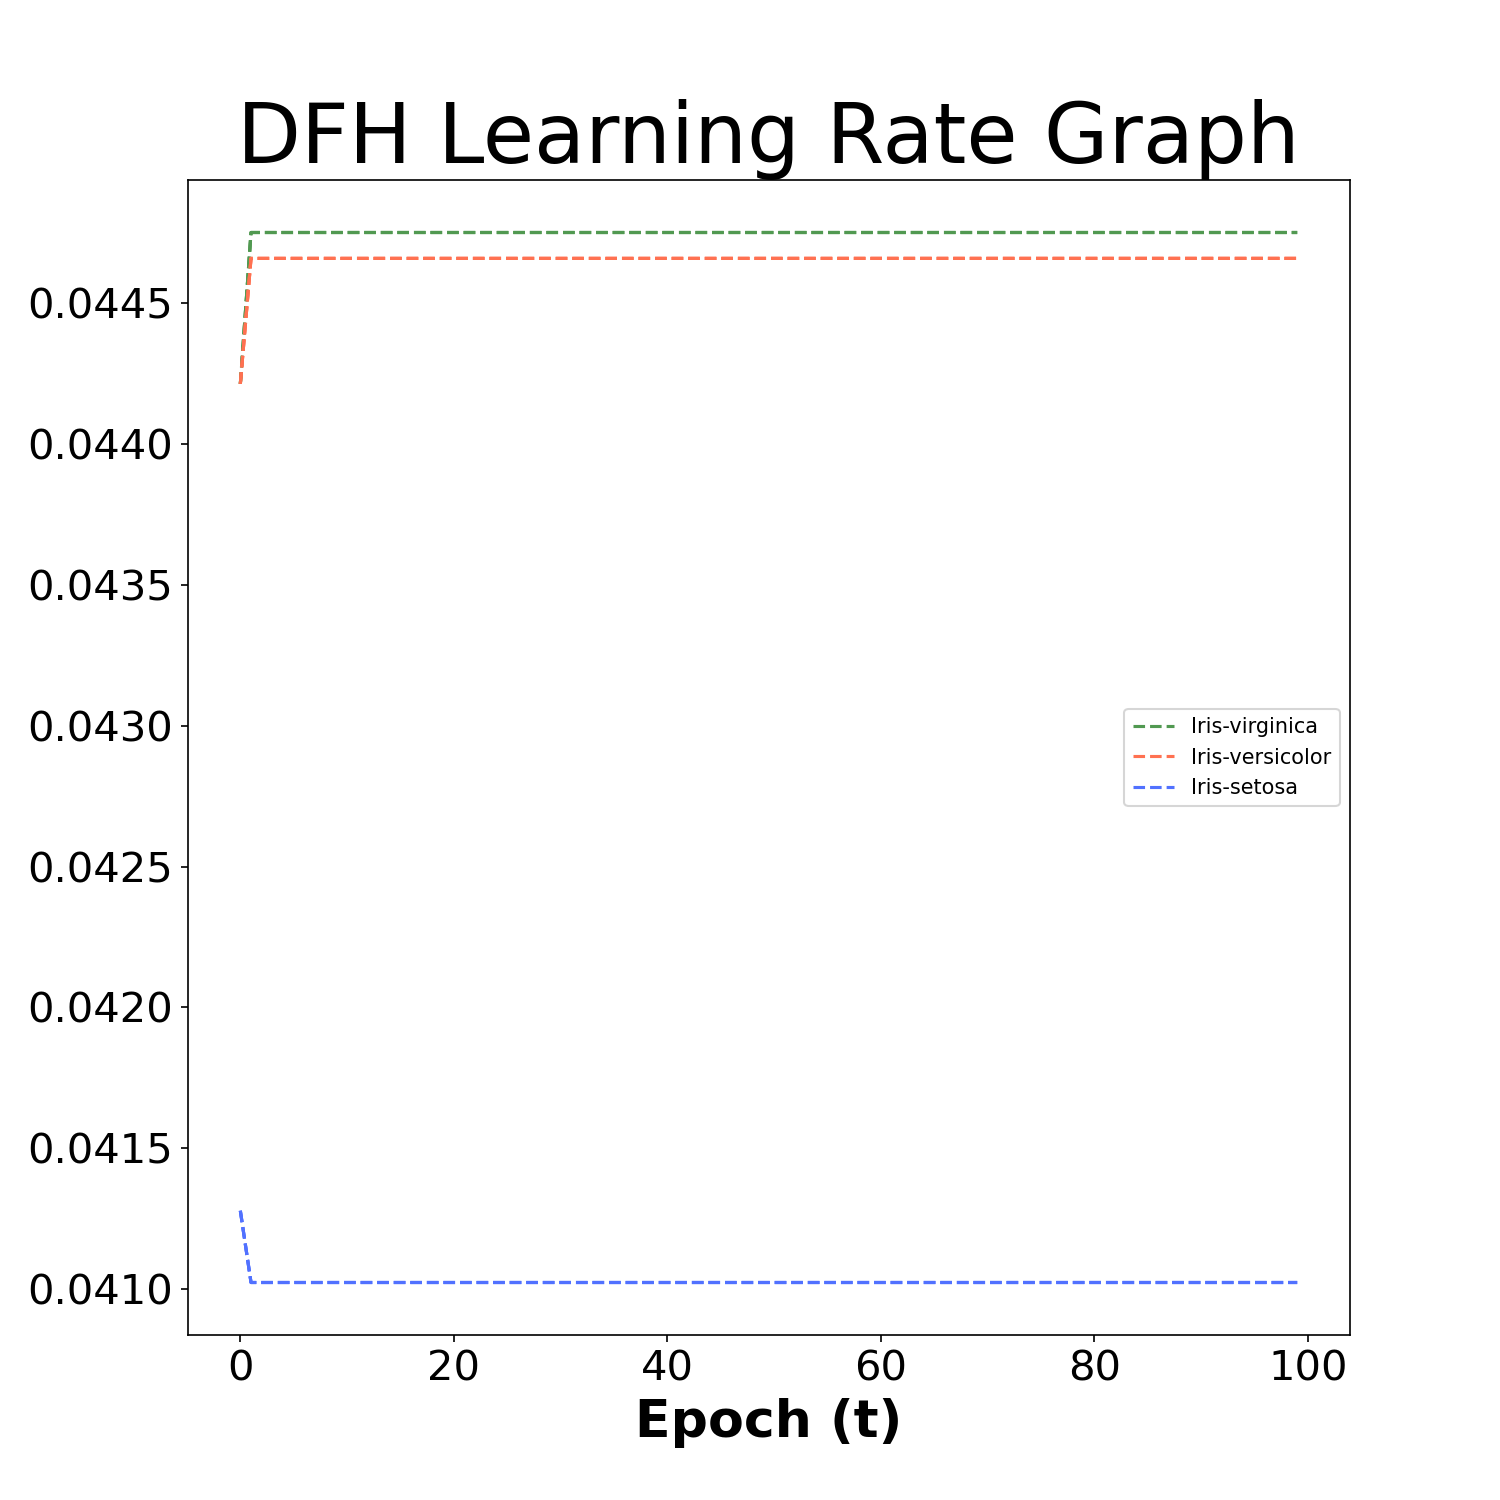 DFH Learning Rate Graph
0.0445
0.0440
0.0435
0.0430
0.0425
0.0420
0.0415
0.0410
Iris-virginica
Iris-versicolor
Iris-setosa
0 20 40 60 80 100
Epoch (t)